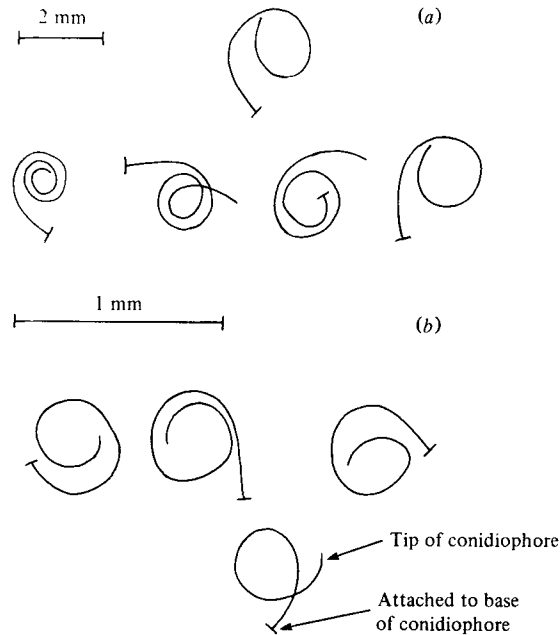 2 mm
(a)
1 mm
(b)
Tip of conidiophore
Attached to base
of conidiophore